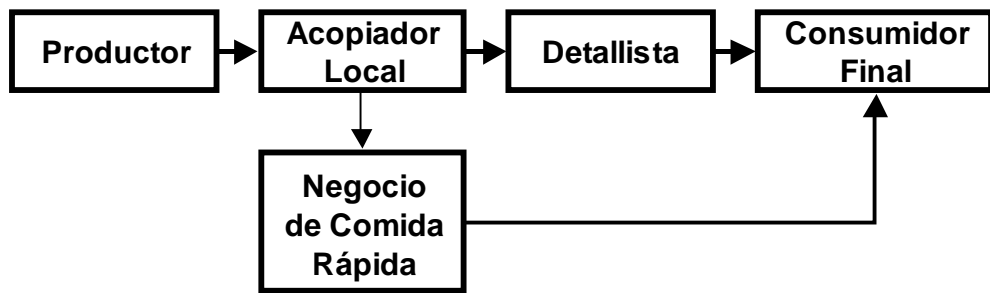 Productor
Acopiador
Local
Detallista
Consumidor
Final
Negocio
de Comida
Rápida